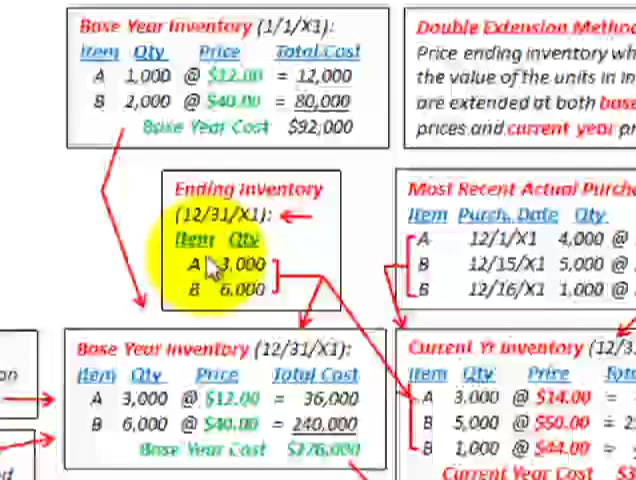 Base Year Inventory (1/1/X1):
Item Qty Price Total Cost
A 1,000 @ $12.00 = 12,000
B 2,000 @ $40.00 = 80,000
Base Year Cost $92,000
Double Extension Metho
Price ending inventory wh
the value of the units in in
are extended at both base
prices and current year pr
Ending Inventory
(12/31/X1):
Item Qty
A 3,000
B 6,000
Most Recent Actual Purch
Item Purch. Date Qty
A 12/1/X1 4,000 @
B 12/15/X1 5,000 @
B 12/16/X1 1,000 @
on
Base Year Inventory (12/31/X1):
Item Qty Price Total Cost
A 3,000 @ $12.00 = 36,000
B 6,000 @ $40.00 = 240,000
Base Year Cost $276,000
Current Yr Inventory (12/3
Item Qty Price Tota
A 3,000 @ $14.00 =
B 5,000 @ $50.00 = 2
B 1,000 @ $44.00 =
Current Year Cost $3
ed